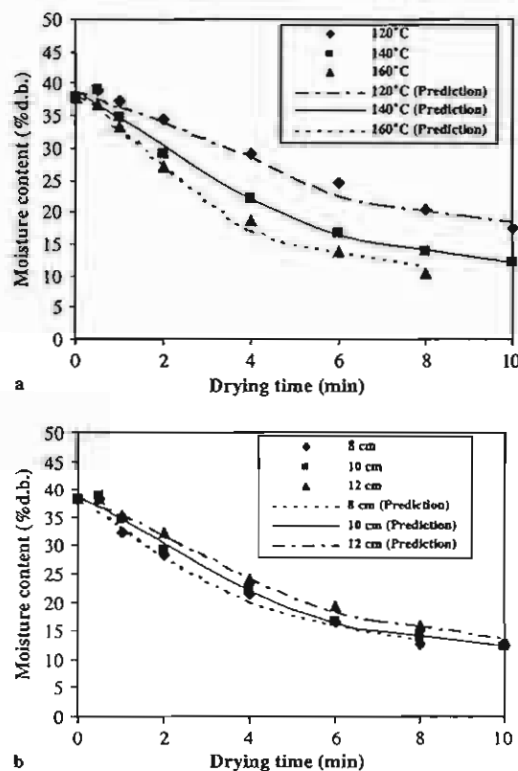 Moisture content (%d.b.)
50
45
40
35
30
25
20
15
10
5
0
120°C
140°C
160°C
120°C (Prediction)
140°C (Prediction)
160°C (Prediction)
0
2
4
6
8
10
a
Drying time (min)
Moisture content (%d.b.)
50
45
40
35
30
25
20
15
10
5
0
8 cm
10 cm
12 cm
8 cm (Prediction)
10 cm (Prediction)
12 cm (Prediction)
0
2
4
6
8
10
b
Drying time (min)